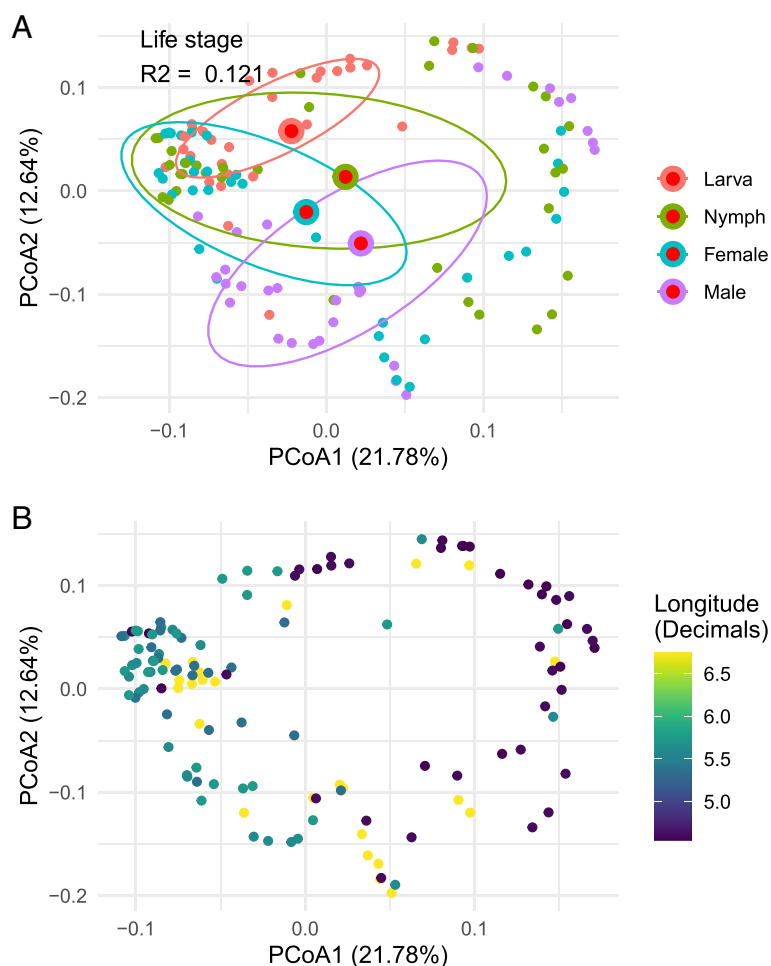 A
Life stage
R2 =  0.121
0.1
0.0
−0.1
−0.2
PCoA2 (12.64%)
−0.1
0.0
0.1
PCoA1 (21.78%)
Larva
Nymph
Female
Male
B
0.1
0.0
−0.1
−0.2
PCoA2 (12.64%)
−0.1
0.0
0.1
PCoA1 (21.78%)
Longitude
(Decimals)
6.5
6.0
5.5
5.0